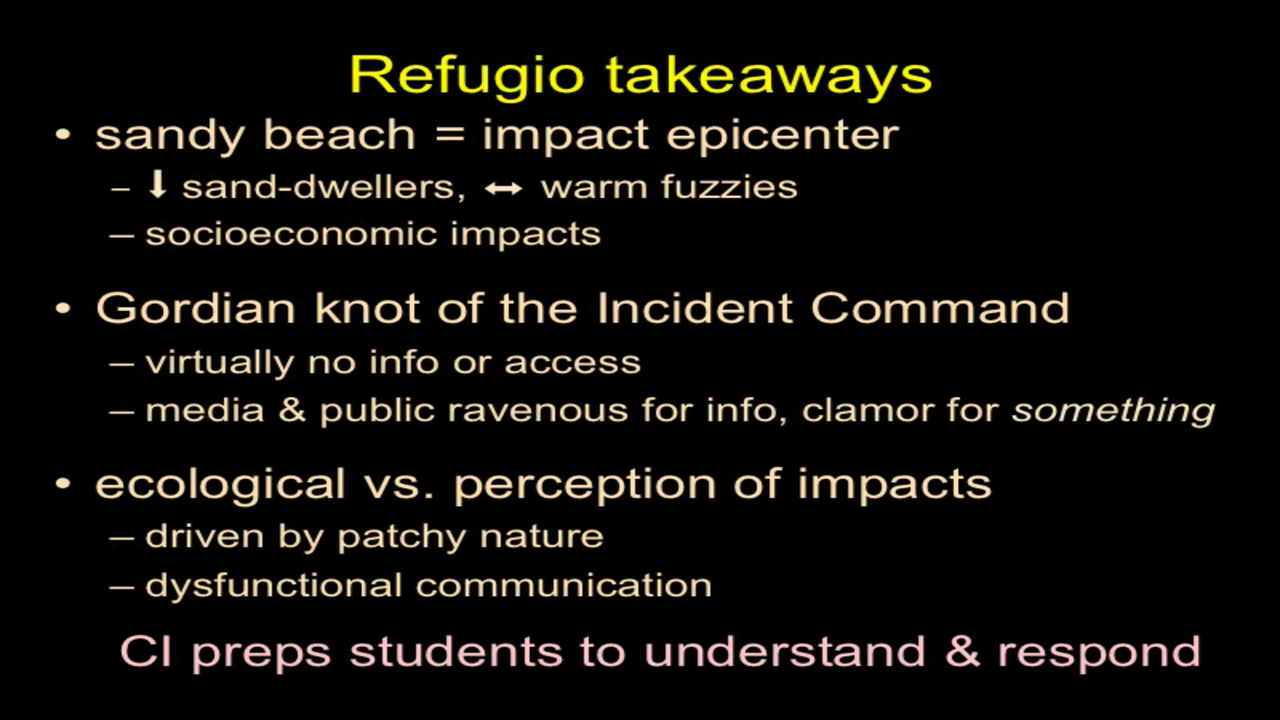 Refugio takeaways
• sandy beach = impact epicenter
– ⬇ sand-dwellers, ↔ warm fuzzies
– socioeconomic impacts
• Gordian knot of the Incident Command
– virtually no info or access
– media & public ravenous for info, clamor for something
• ecological vs. perception of impacts
– driven by patchy nature
– dysfunctional communication
CI preps students to understand & respond